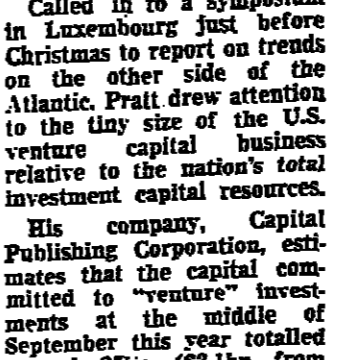 Called in to a symposium
in Luxembourg just before
Christmas to report on trends
on the other side of the
Atlantic, Pratt drew attention
to the tiny size of the U.S.
venture capital business
relative to the nation's total
investment capital resources.
His company, Capital
Publishing Corporation, esti-
mates that the capital com-
mitted to "venture" invest-
ments at the middle of
September this year totalled
from